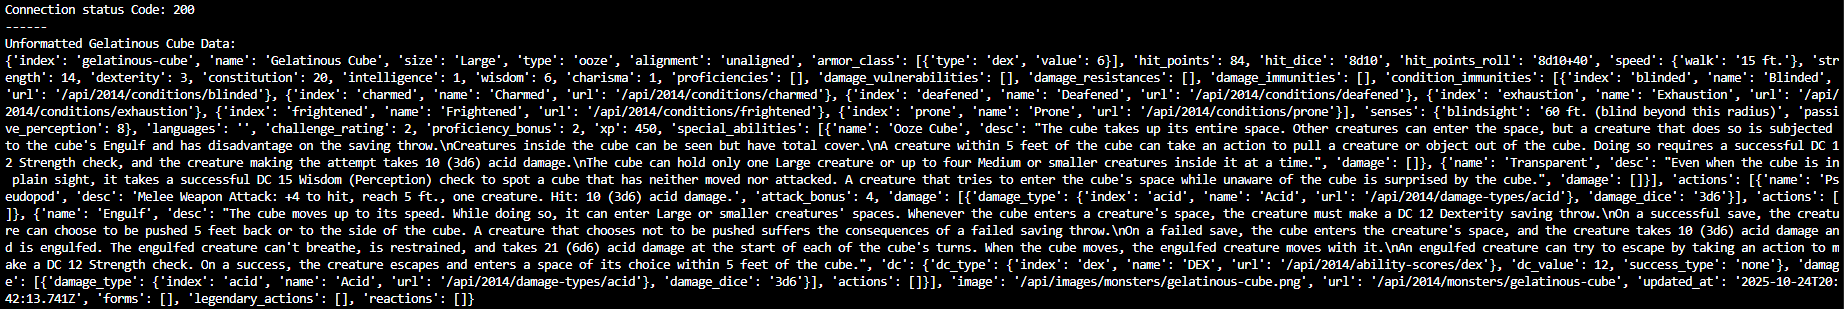 Connection status Code: 200
------
Unformatted Gelatinous Cube Data:
{'index': 'gelatinous-cube', 'name': 'Gelatinous Cube', 'size': 'Large', 'type': 'ooze', 'alignment': 'unaligned', 'armor_class': [{'type': 'dex', 'value': 6}], 'hit_points': 84, 'hit_dice': '8d10', 'hit_points_roll': '8d10+40', 'speed': {'walk': '15 ft.'}, 'str
ength': 14, 'dexterity': 3, 'constitution': 20, 'intelligence': 1, 'wisdom': 6, 'charisma': 1, 'proficiencies': [], 'damage_vulnerabilities': [], 'damage_resistances': [], 'damage_immunities': [], 'condition_immunities': [{'index': 'blinded', 'name': 'Blinded',
'url': '/api/2014/conditions/blinded'}, {'index': 'charmed', 'name': 'Charmed', 'url': '/api/2014/conditions/charmed'}, {'index': 'deafened', 'name': 'Deafened', 'url': '/api/2014/conditions/deafened'}, {'index': 'exhaustion', 'name': 'Exhaustion', 'url': '/api/
2014/conditions/exhaustion'}, {'index': 'frightened', 'name': 'Frightened', 'url': '/api/2014/conditions/frightened'}, {'index': 'prone', 'name': 'Prone', 'url': '/api/2014/conditions/prone'}], 'senses': {'blindsight': '60 ft. (blind beyond this radius)', 'passi
ve_perception': 8}, 'languages': '', 'challenge_rating': 2, 'proficiency_bonus': 2, 'xp': 450, 'special_abilities': [{'name': 'Ooze Cube', 'desc': "The cube takes up its entire space. Other creatures can enter the space, but a creature that does so is subjected
to the cube's Engulf and has disadvantage on the saving throw.\nCreatures inside the cube can be seen but have total cover.\nA creature within 5 feet of the cube can take an action to pull a creature or object out of the cube. Doing so requires a successful DC 1
2 Strength check, and the creature making the attempt takes 10 (3d6) acid damage.\nThe cube can hold only one Large creature or up to four Medium or smaller creatures inside it at a time.", 'damage': []}, {'name': 'Transparent', 'desc': "Even when the cube is in
plain sight, it takes a successful DC 15 Wisdom (Perception) check to spot a cube that has neither moved nor attacked. A creature that tries to enter the cube's space while unaware of the cube is surprised by the cube.", 'damage': []}], 'actions': [{'name': 'Ps
eudopod', 'desc': 'Melee Weapon Attack: +4 to hit, reach 5 ft., one creature. Hit: 10 (3d6) acid damage.', 'attack_bonus': 4, 'damage': [{'damage_type': {'index': 'acid', 'name': 'Acid', 'url': '/api/2014/damage-types/acid'}, 'damage_dice': '3d6'}], 'actions': [
]}, {'name': 'Engulf', 'desc': "The cube moves up to its speed. While doing so, it can enter Large or smaller creatures' spaces. Whenever the cube enters a creature's space, the creature must make a DC 12 Dexterity saving throw.\nOn a successful save, the creatu
re can choose to be pushed 5 feet back or to the side of the cube. A creature that chooses not to be pushed suffers the consequences of a failed saving throw.\nOn a failed save, the cube enters the creature's space, and the creature takes 10 (3d6) acid damage an
d is engulfed. The engulfed creature can't breathe, is restrained, and takes 21 (6d6) acid damage at the start of each of the cube's turns. When the cube moves, the engulfed creature moves with it.\nAn engulfed creature can try to escape by taking an action to m
ake a DC 12 Strength check. On a success, the creature escapes and enters a space of its choice within 5 feet of the cube.", 'dc': {'dc_type': {'index': 'dex', 'name': 'DEX', 'url': '/api/2014/ability-scores/dex'}, 'dc_value': 12, 'success_type': 'none'}, 'damag
e': [{'damage_type': {'index': 'acid', 'name': 'Acid', 'url': '/api/2014/damage-types/acid'}, 'damage_dice': '3d6'}], 'actions': []}], 'image': '/api/images/monsters/gelatinous-cube.png', 'url': '/api/2014/monsters/gelatinous-cube', 'updated_at': '2025-10-24T20:
42:13.741Z', 'forms': [], 'legendary_actions': [], 'reactions': []}